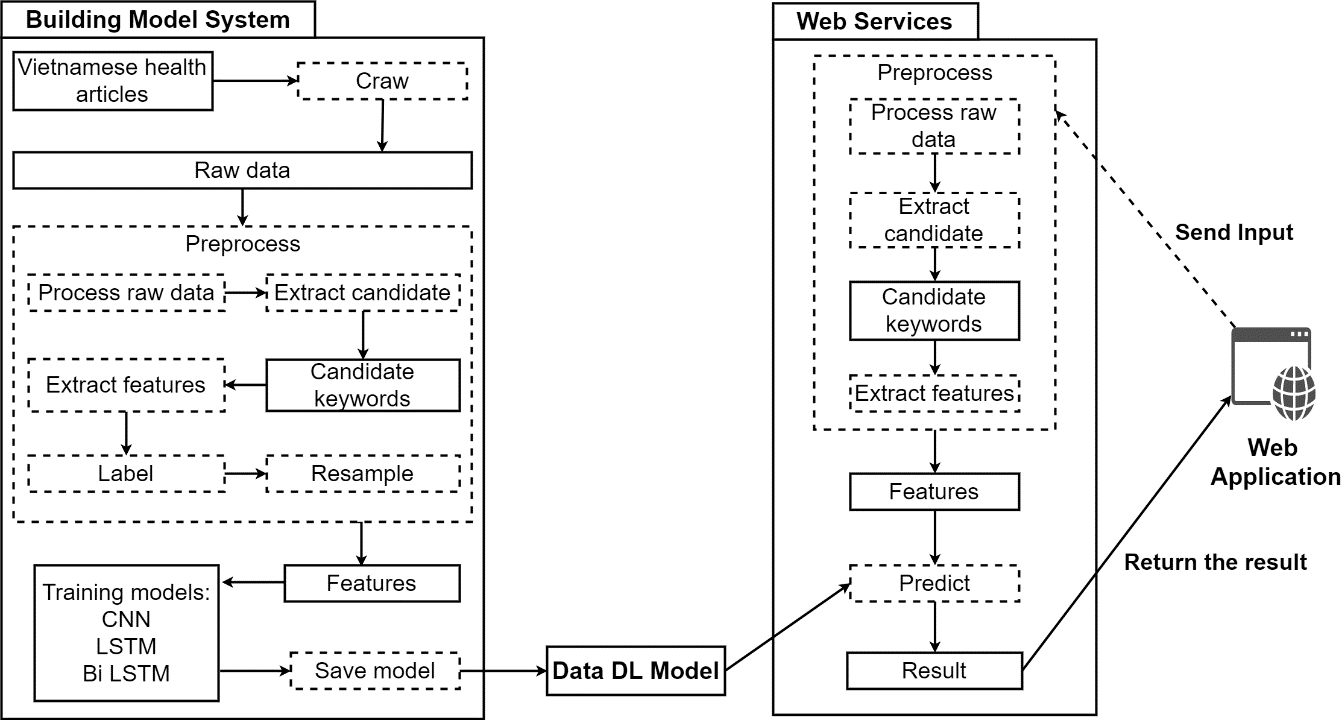 Building Model System
Vietnamese health
articles
Craw
Raw data
Preprocess
Process raw data
Extract candidate
Extract features
Candidate
keywords
Label
Resample
Features
Training models:
CNN
LSTM
Bi LSTM
Save model
Data DL Model
Web Services
Preprocess
Process raw
data
Extract
candidate
Candidate
keywords
Extract features
Features
Predict
Result
Send Input
Web
Application
Return the result